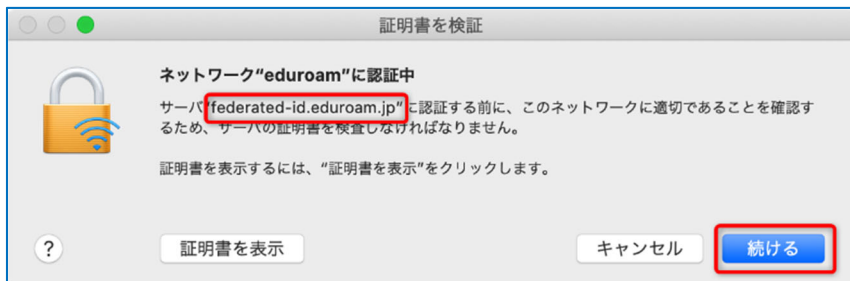 証明書を検証
ネットワーク“eduroam”に認証中
サーバ“federated-id.eduroam.jp”に認証する前に、このネットワークに適切であることを確認す
るため、サーバの証明書を検査しなければなりません。
証明書を表示するには、“証明書を表示”をクリックします。
?
証明書を表示
キャンセル
続ける